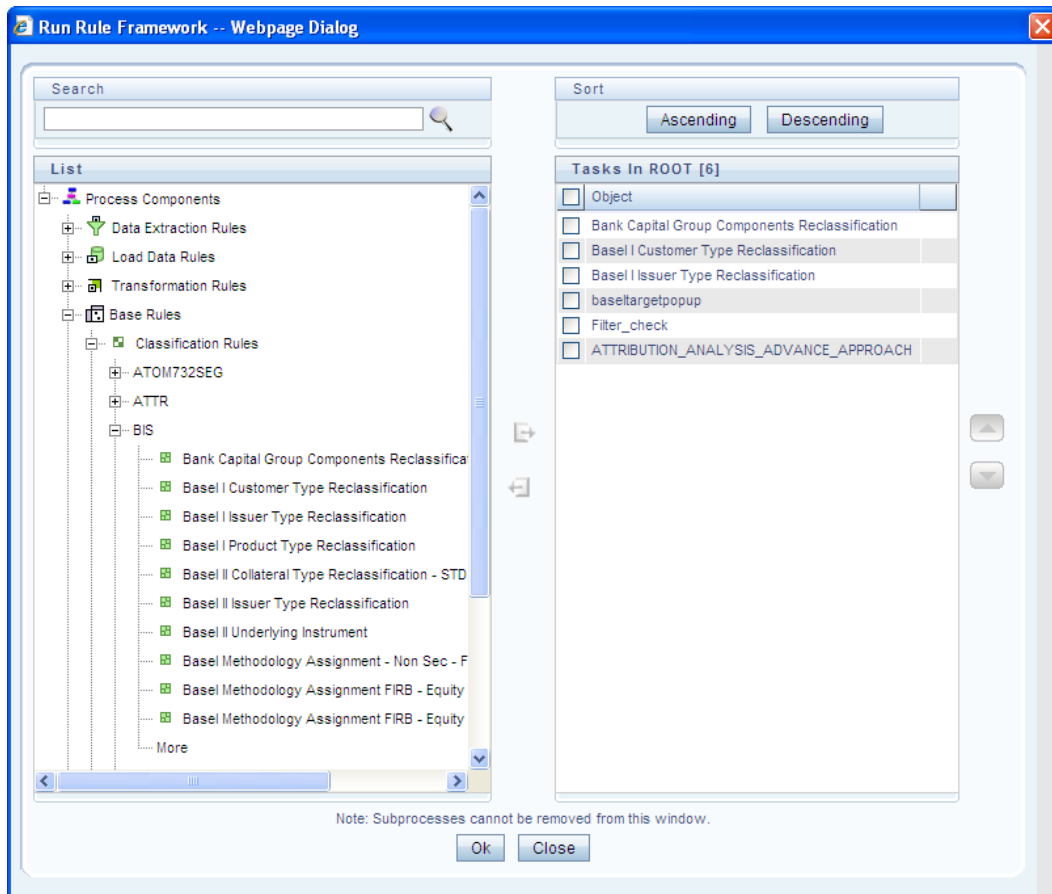 Run Rule Framework -- Webpage Dialog
Search
Sort
Ascending
Descending
List
Process Components
Data Extraction Rules
Load Data Rules
Transformation Rules
Base Rules
Classification Rules
ATOM732SEG
ATTR
BIS
Bank Capital Group Components Reclassifica
Basel I Customer Type Reclassification
Basel I Issuer Type Reclassification
Basel I Product Type Reclassification
Basel II Collateral Type Reclassification - STD
Basel II Issuer Type Reclassification
Basel II Underlying Instrument
Basel Methodology Assignment - Non Sec - F
Basel Methodology Assignment FIRB - Equity
Basel Methodology Assignment FIRB - Equity
More
Tasks In ROOT [6]
Object
Bank Capital Group Components Reclassification
Basel I Customer Type Reclassification
Basel I Issuer Type Reclassification
baseltargetpopup
Filter_check
ATTRIBUTION_ANALYSIS_ADVANCE_APPROACH
Note: Subprocesses cannot be removed from this window.
Ok
Close